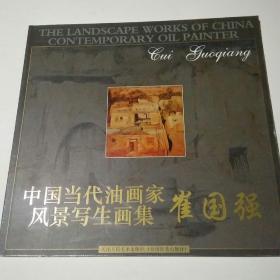 THE LANDSCAPE WORKS OF CHINA
CONTEMPORARY OIL PAINTER
Cui Guoqiang
中国当代油画家
风景写生画集
崔国强